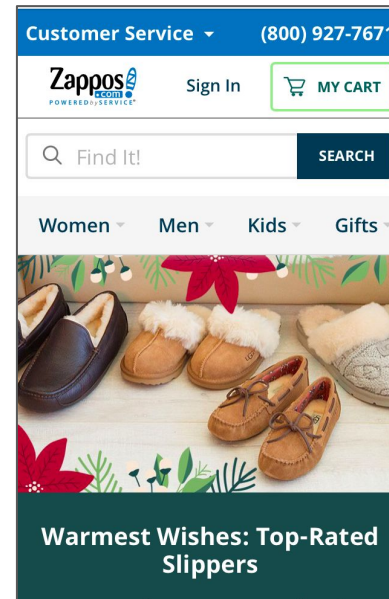 Customer Service (800) 927-7671
Zappos
.com
POWERED by SERVICE™
Sign In
MY CART
Find It!
SEARCH
Women Men Kids Gifts
Warmest Wishes: Top-Rated
Slippers